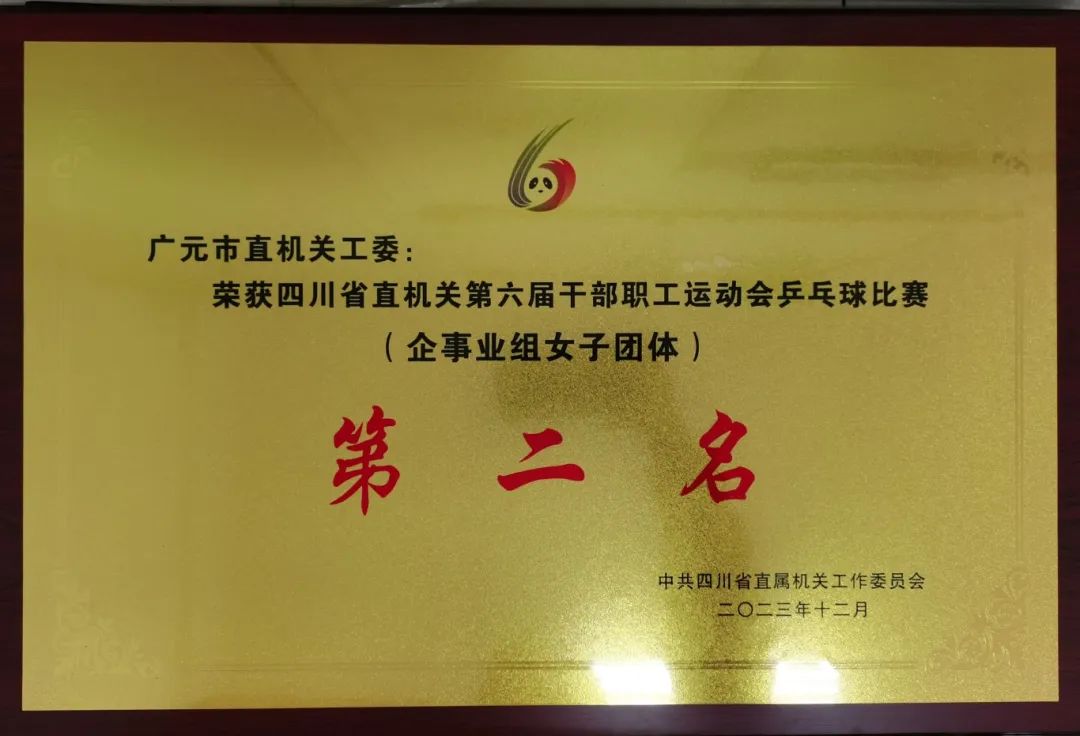 广元市直机关工委：
荣获四川省直机关第六届干部职工运动会乒乓球比赛
（企事业组女子团体）
第二名
中共四川省直属机关工作委员会
二〇二三年十二月